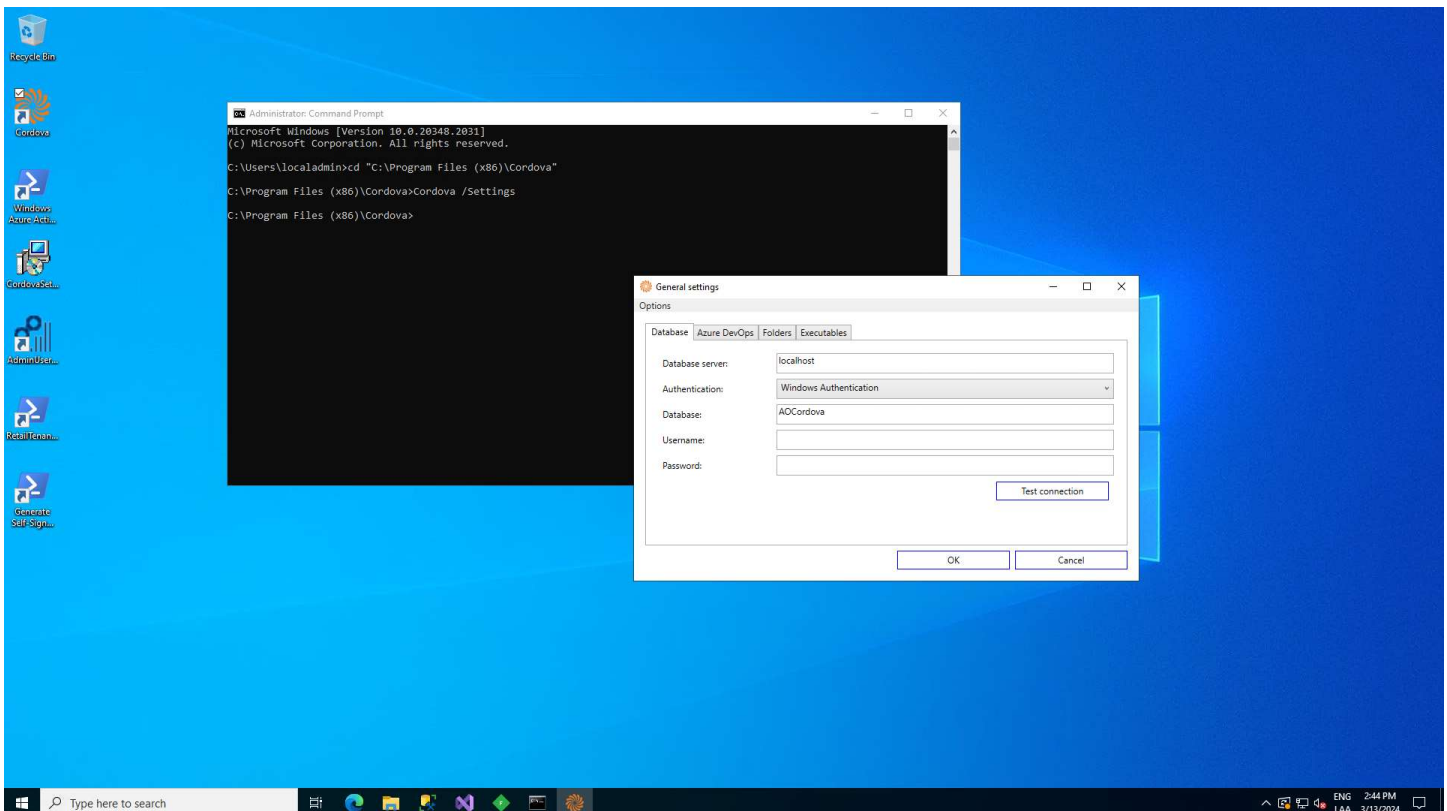 Recycle Bin
Cordova
Windows
Azure Acti...
CordovaSet...
AdminUser...
RetailTenan...
Generate
Self-Sign...
Administrator: Command Prompt
Microsoft Windows [Version 10.0.20348.2031]
(c) Microsoft Corporation. All rights reserved.
C:\Users\localadmin>cd "C:\Program Files (x86)\Cordova"
C:\Program Files (x86)\Cordova>Cordova /Settings
C:\Program Files (x86)\Cordova>
General settings
Options
Database Azure DevOps Folders Executables
Database server: localhost
Authentication: Windows Authentication
Database: AOCordova
Username:
Password:
Test connection
OK Cancel
Type here to search
ENG 2:44 PM
LAA 3/13/2024